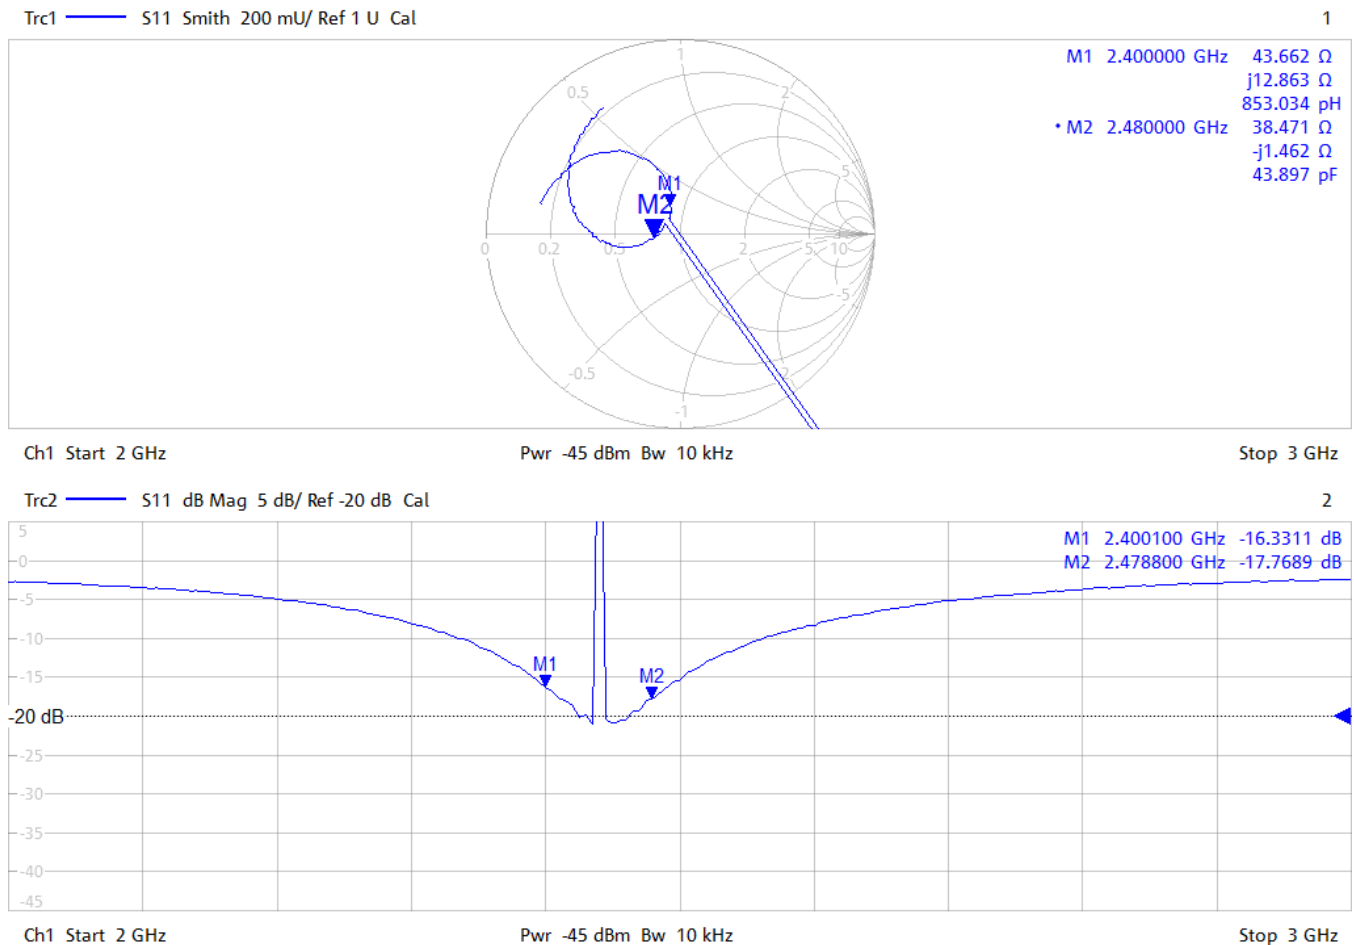 Trc1 S11 Smith 200 mU/ Ref 1 U Cal 1
M1 2.400000 GHz 43.662 Ω
j12.863 Ω
853.034 pH
• M2 2.480000 GHz 38.471 Ω
-j1.462 Ω
43.897 pF
1
0.5 2
5
M1
M2
0 0.2 0.5 1 2 5 10
-5
-0.5 -2
-1
Ch1 Start 2 GHz Pwr -45 dBm Bw 10 kHz Stop 3 GHz
Trc2 S11 dB Mag 5 dB/ Ref -20 dB Cal 2
M1 2.400100 GHz -16.3311 dB
M2 2.478800 GHz -17.7689 dB
5
0
-5
-10
M1
M2
-15
-20 dB
-25
-30
-35
-40
-45
Ch1 Start 2 GHz Pwr -45 dBm Bw 10 kHz Stop 3 GHz